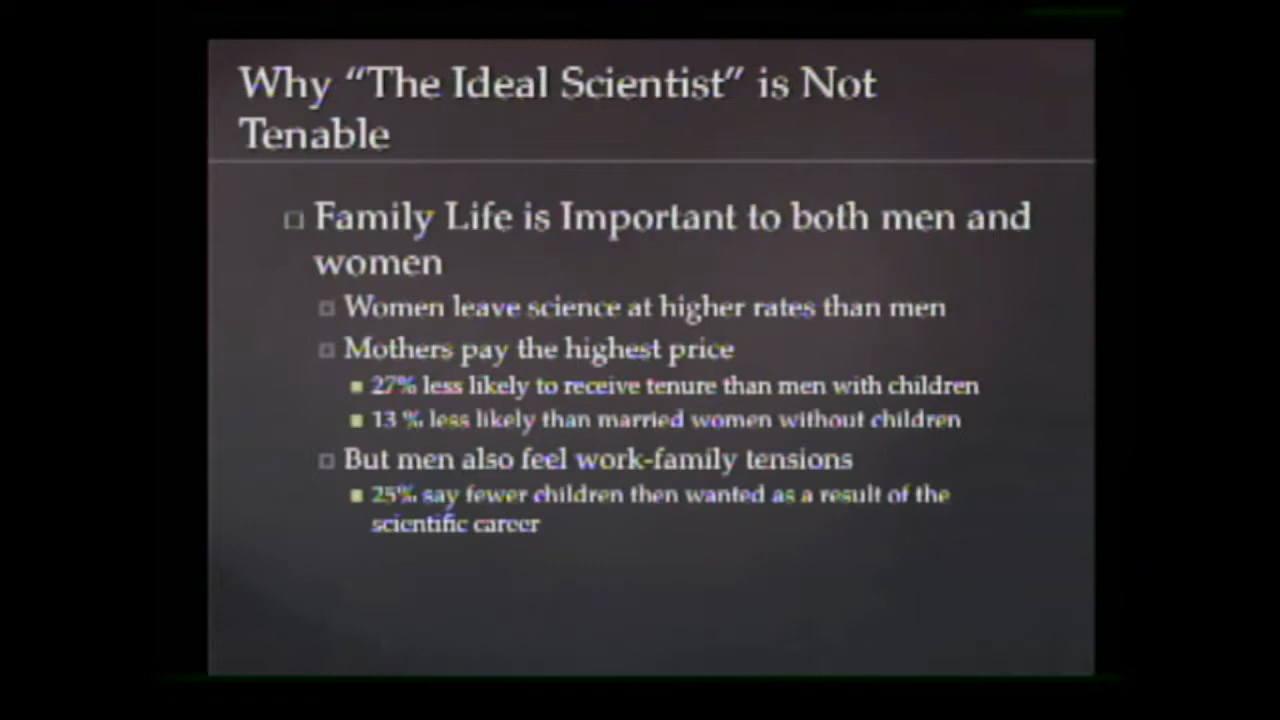 Why “The Ideal Scientist” is Not
Tenable
Family Life is Important to both men and
women
Women leave science at higher rates than men
Mothers pay the highest price
27% less likely to receive tenure than men with children
13 % less likely than married women without children
But men also feel work-family tensions
25% say fewer children then wanted as a result of the
scientific career